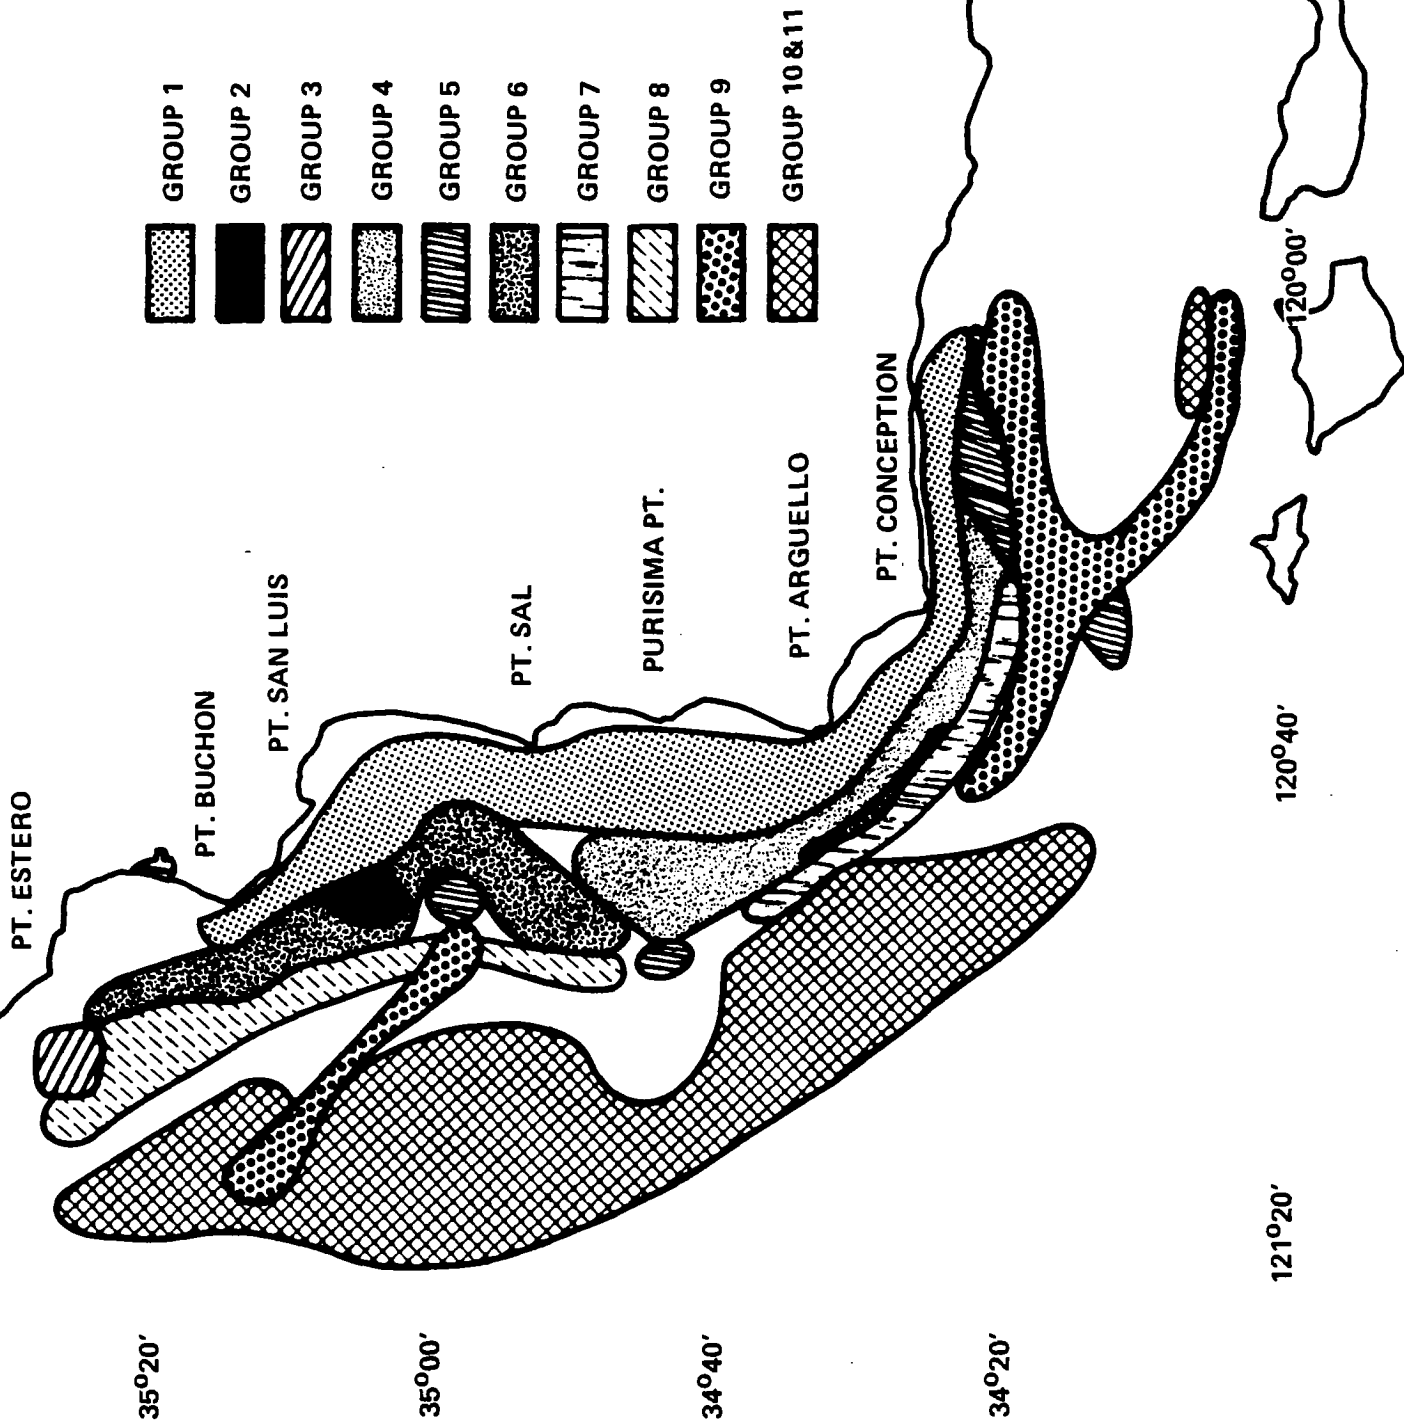 GROUP 1
GROUP 2
GROUP 3
GROUP 4
GROUP 5
GROUP 6
GROUP 7
GROUP 8
GROUP 9
GROUP 10&11
PT. ESTERO
PT. BUCHON
PT. SAN LUIS
PT. SAL
PURISIMA PT.
PT. ARGUELLO
PT. CONCEPTION
35°20'
35°00'
34°40'
34°20'
121°20'
120°40'
120°00'